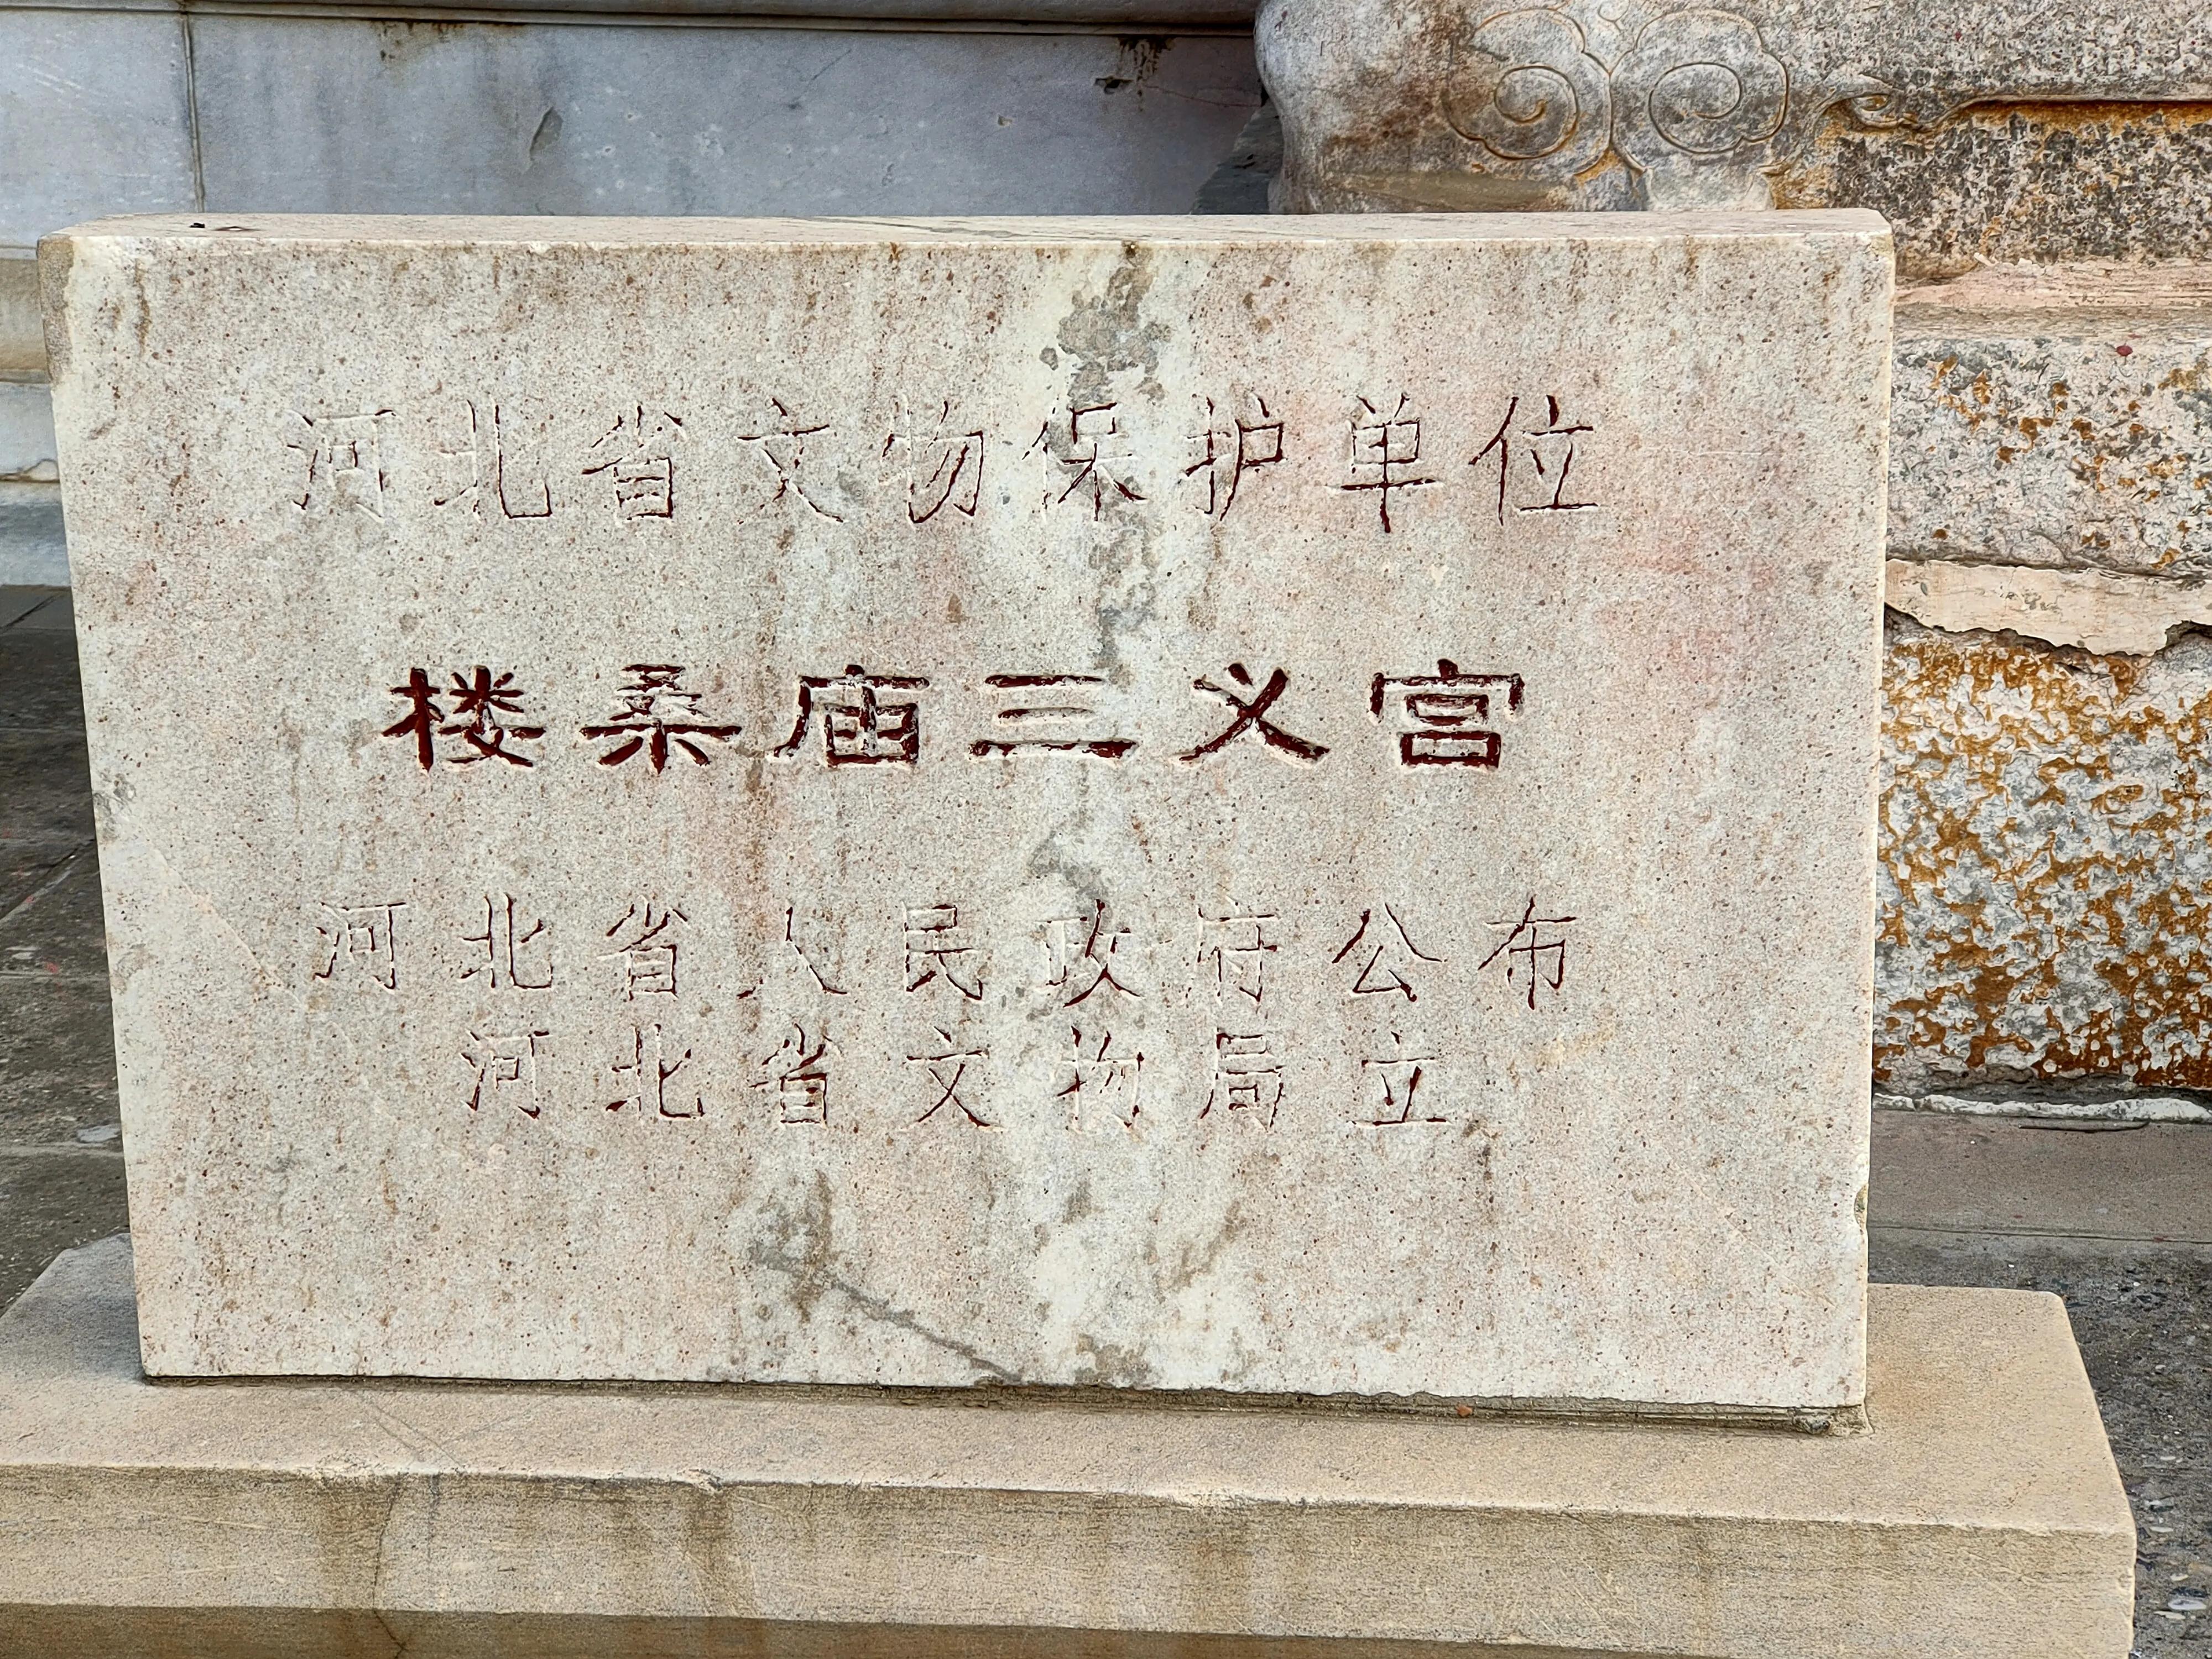 河北省文物保护单位
楼桑庙三义宫
河北省人民政府公布
河北省文物局立